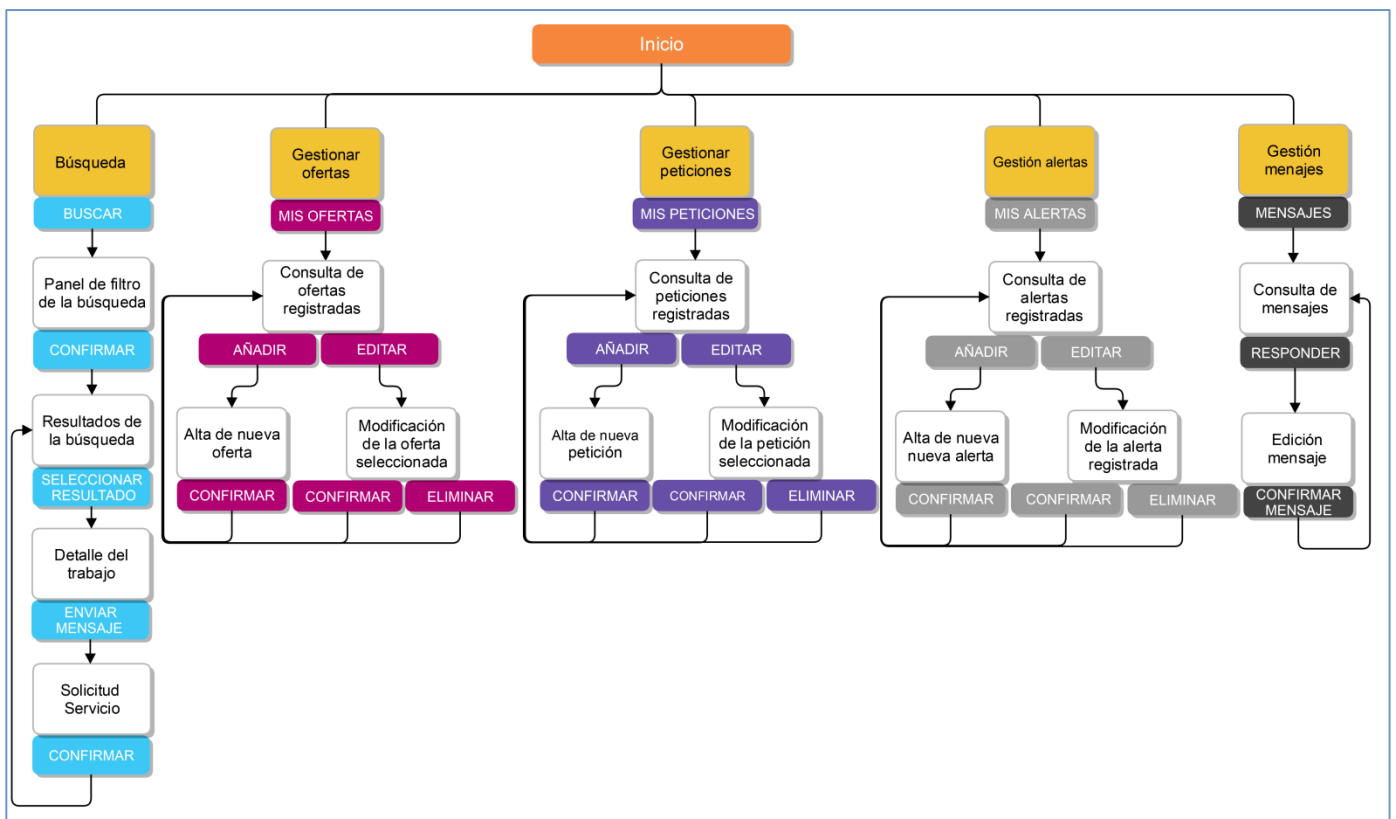 Inicio
Búsqueda
BUSCAR
Panel de filtro
de la búsqueda
CONFIRMAR
Resultados de
la búsqueda
SELECCIONAR
RESULTADO
Detalle del
trabajo
ENVIAR
MENSAJE
Solicitud
Servicio
CONFIRMAR
Gestionar
ofertas
MIS OFERTAS
Consulta de
ofertas
registradas
AÑADIR
EDITAR
Alta de nueva
oferta
CONFIRMAR
Modificación
de la oferta
seleccionada
CONFIRMAR
ELIMINAR
Gestionar
peticiones
MIS PETICIONES
Consulta de
peticiones
registradas
AÑADIR
EDITAR
Alta de nueva
petición
CONFIRMAR
Modificación
de la petición
seleccionada
CONFIRMAR
ELIMINAR
Gestión alertas
MIS ALERTAS
Consulta de
alertas
registradas
AÑADIR
EDITAR
Alta de nueva
nueva alerta
CONFIRMAR
Modificación
de la alerta
registrada
CONFIRMAR
ELIMINAR
Gestión
menajes
MENSAJES
Consulta de
mensajes
RESPONDER
Edición
mensaje
CONFIRMAR
MENSAJE